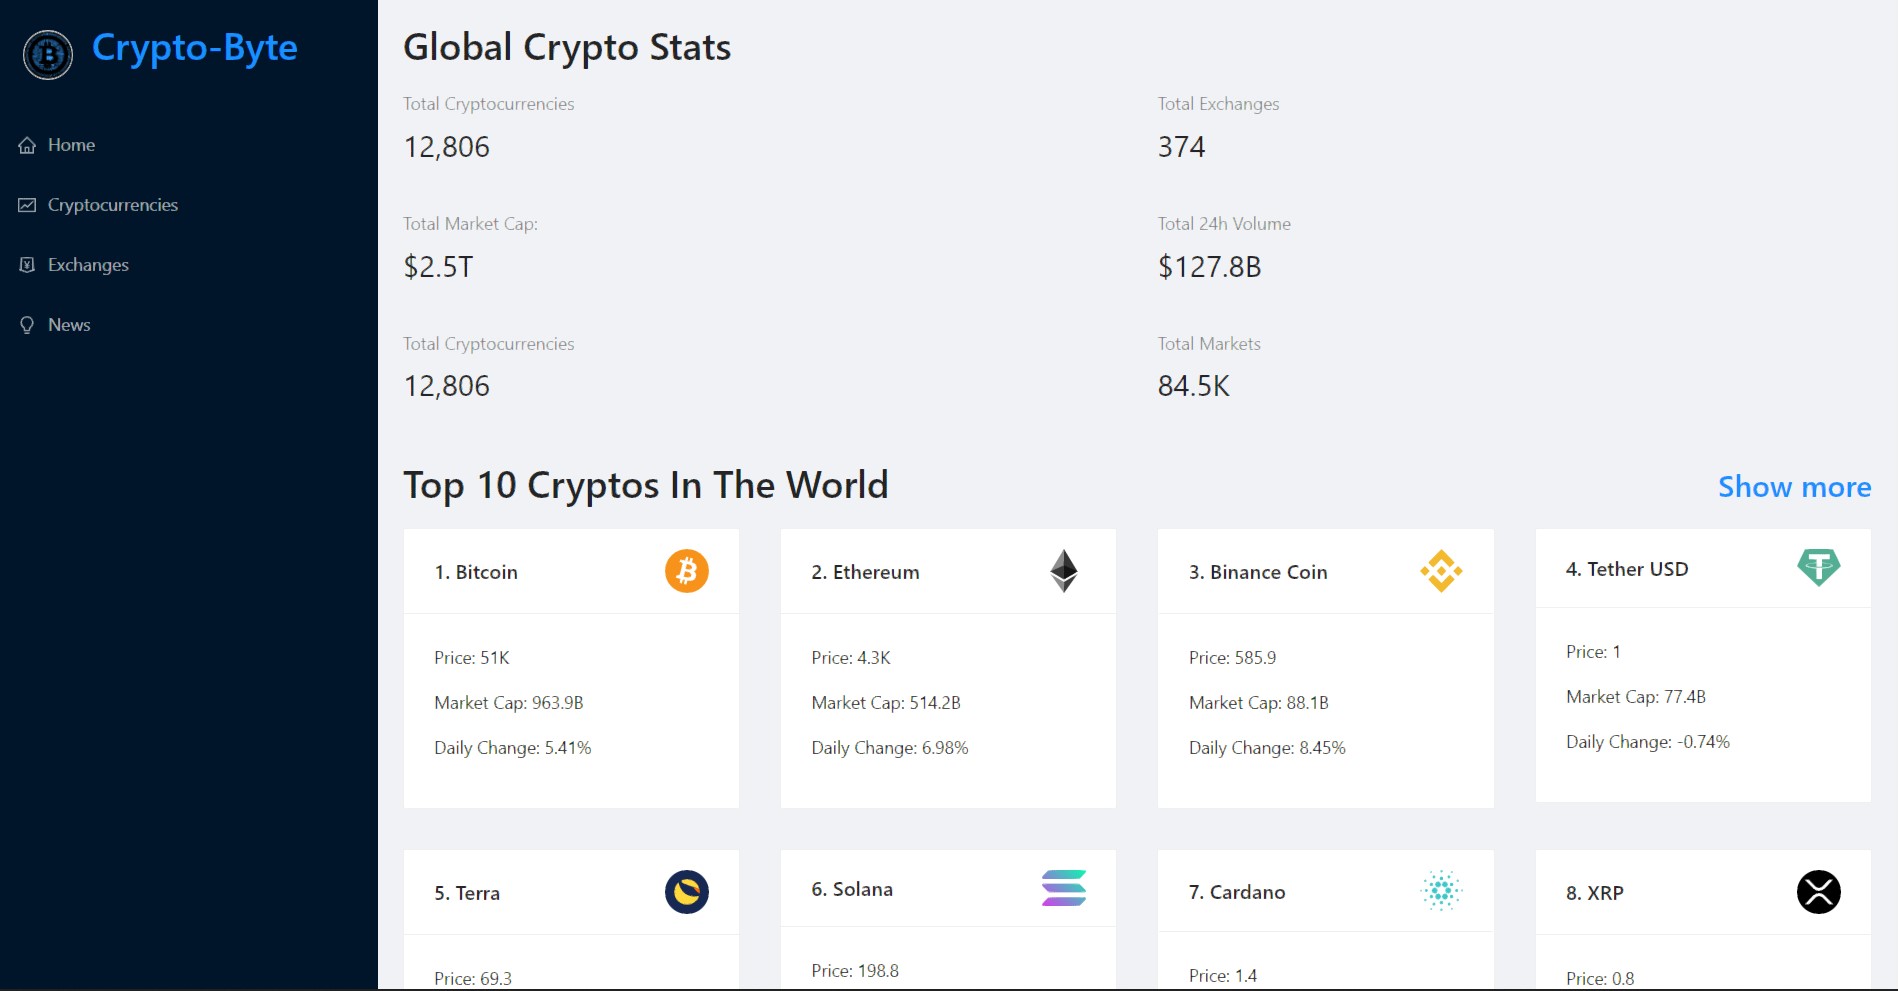 Crypto-Byte
Home
Cryptocurrencies
Exchanges
News
Global Crypto Stats
Total Cryptocurrencies
12,806
Total Exchanges
374
Total Market Cap:
$2.5T
Total 24h Volume
$127.8B
Total Cryptocurrencies
12,806
Total Markets
84.5K
Top 10 Cryptos In The World
Show more
1. Bitcoin
Price: 51K
Market Cap: 963.9B
Daily Change: 5.41%
2. Ethereum
Price: 4.3K
Market Cap: 514.2B
Daily Change: 6.98%
3. Binance Coin
Price: 585.9
Market Cap: 88.1B
Daily Change: 8.45%
4. Tether USD
Price: 1
Market Cap: 77.4B
Daily Change: -0.74%
5. Terra
Price: 69.3
6. Solana
Price: 198.8
7. Cardano
Price: 1.4
8. XRP
Price: 0.8